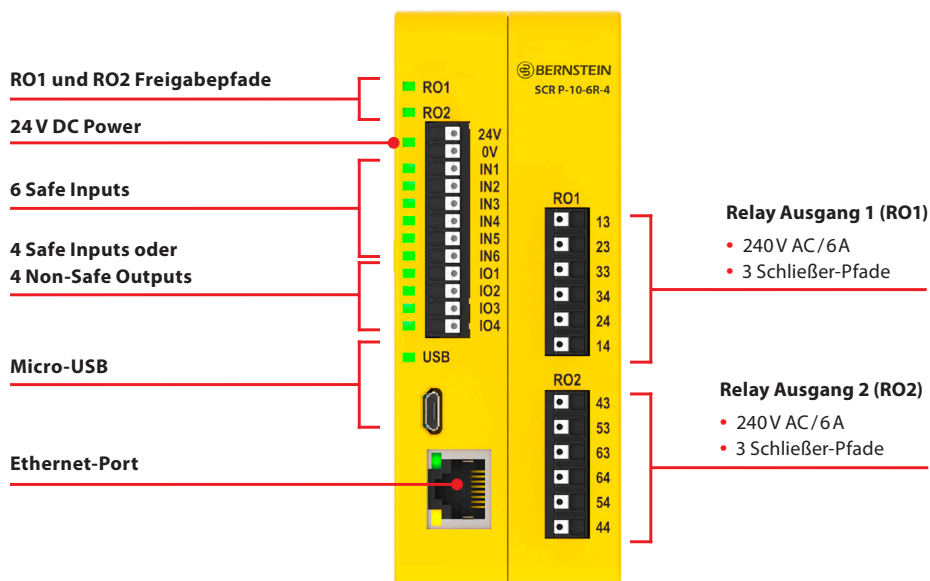 RO1 und RO2 Freigabepfade
24 V DC Power
6 Safe Inputs
4 Safe Inputs oder
4 Non-Safe Outputs
Micro-USB
Ethernet-Port
RO1
RO2
24V
0V
IN1
IN2
IN3
IN4
IN5
IN6
IO1
IO2
IO3
IO4
USB
BERNSTEIN
SCR P-10-6R-4
RO1
13
23
33
34
24
14
RO2
43
53
63
64
54
44
Relay Ausgang 1 (RO1)
• 240 V AC / 6 A
• 3 Schließer-Pfade
Relay Ausgang 2 (RO2)
• 240 V AC / 6 A
• 3 Schließer-Pfade